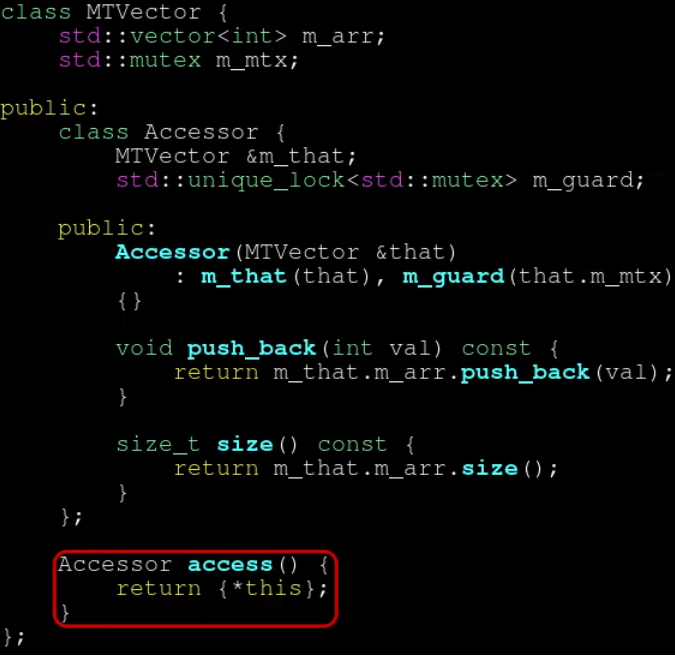 class MTVector {
    std::vector<int> m_arr;
    std::mutex m_mtx;

public:
    class Accessor {
        MTVector &m_that;
        std::unique_lock<std::mutex> m_guard;

    public:
        Accessor(MTVector &that)
            : m_that(that), m_guard(that.m_mtx)
        {}

        void push_back(int val) const {
            return m_that.m_arr.push_back(val);
        }

        size_t size() const {
            return m_that.m_arr.size();
        }
    };

    Accessor access() {
        return {*this};
    }
};